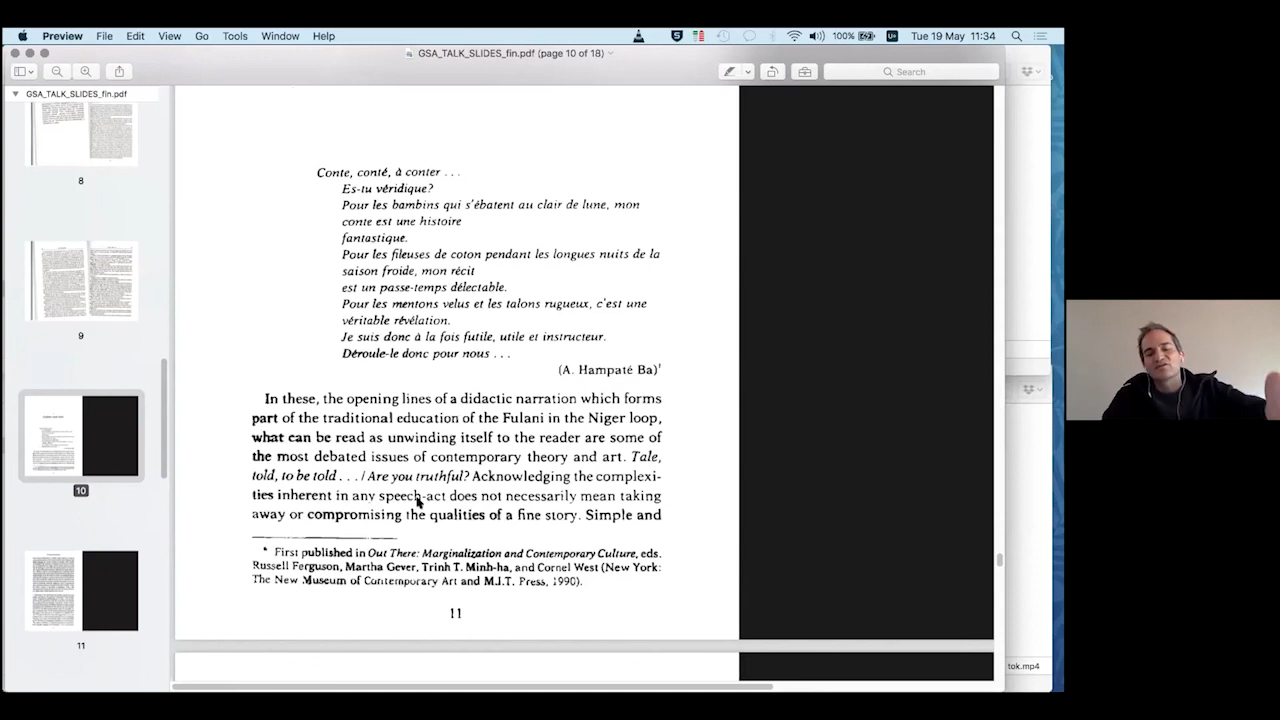 Preview File Edit View Go Tools Window Help 100% Tue 19 May 11:34
GSA_TALK_SLIDES_fin.pdf (page 10 of 18)
Search
GSA_TALK_SLIDES_fin.pdf
8
9
10
11
Conte, conté, à conter . . .
Es-tu véridique?
Pour les bambins qui s'ébatent au clair de lune, mon
conte est une histoire
fantastique.
Pour les fileuses de coton pendant les longues nuits de la
saison froide, mon récit
est un passe-temps délectable.
Pour les mentons velus et les talons rugueux, c'est une
véritable révélation.
Je suis donc à la fois futile, utile et instructeur.
Déroule-le donc pour nous . . .
(A. Hampaté Ba)¹
In these, the opening lines of a didactic narration which forms
part of the traditional education of the Fulani in the Niger loop,
what can be read as unwinding itself to the reader are some of
the most debated issues of contemporary theory and art. Tale,
told, to be told . . . / Are you truthful? Acknowledging the complexi-
ties inherent in any speech-act does not necessarily mean taking
away or compromising the qualities of a fine story. Simple and
* First published in Out There: Marginalization and Contemporary Culture, eds.
Russell Ferguson, Martha Gever, Trinh T. Minh-ha, and Cornel West (New York:
The New Museum of Contemporary Art and M.I.T. Press, 1990).
11
tok.mp4